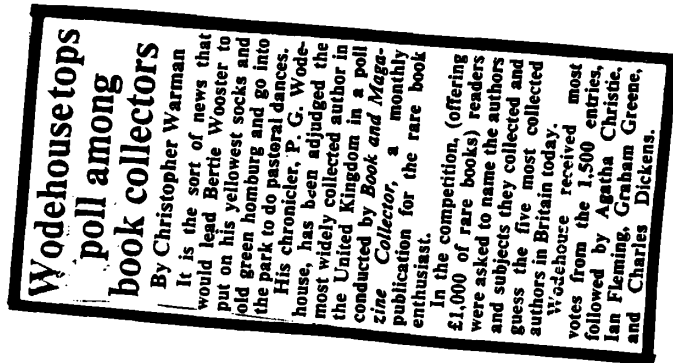 Wodehouse tops
poll among
book collectors
By Christopher Warman
It is the sort of news that
would lead Bertie Wooster to
put on his yellowest socks and
old green homburg and go into
the park to do pastoral dances.
His chronicler, P. G. Wode-
house, has been adjudged the
most widely collected author in
the United Kingdom in a poll
conducted by Book and Maga-
zine Collector, a monthly
publication for the rare book
enthusiast.
In the competition, (offering
£1,000 of rare books) readers
were asked to name the authors
and subjects they collected and
guess the five most collected
authors in Britain today.
Wodehouse received most
votes from the 1,500 entries,
followed by Agatha Christie,
Ian Fleming, Graham Greene,
and Charles Dickens.